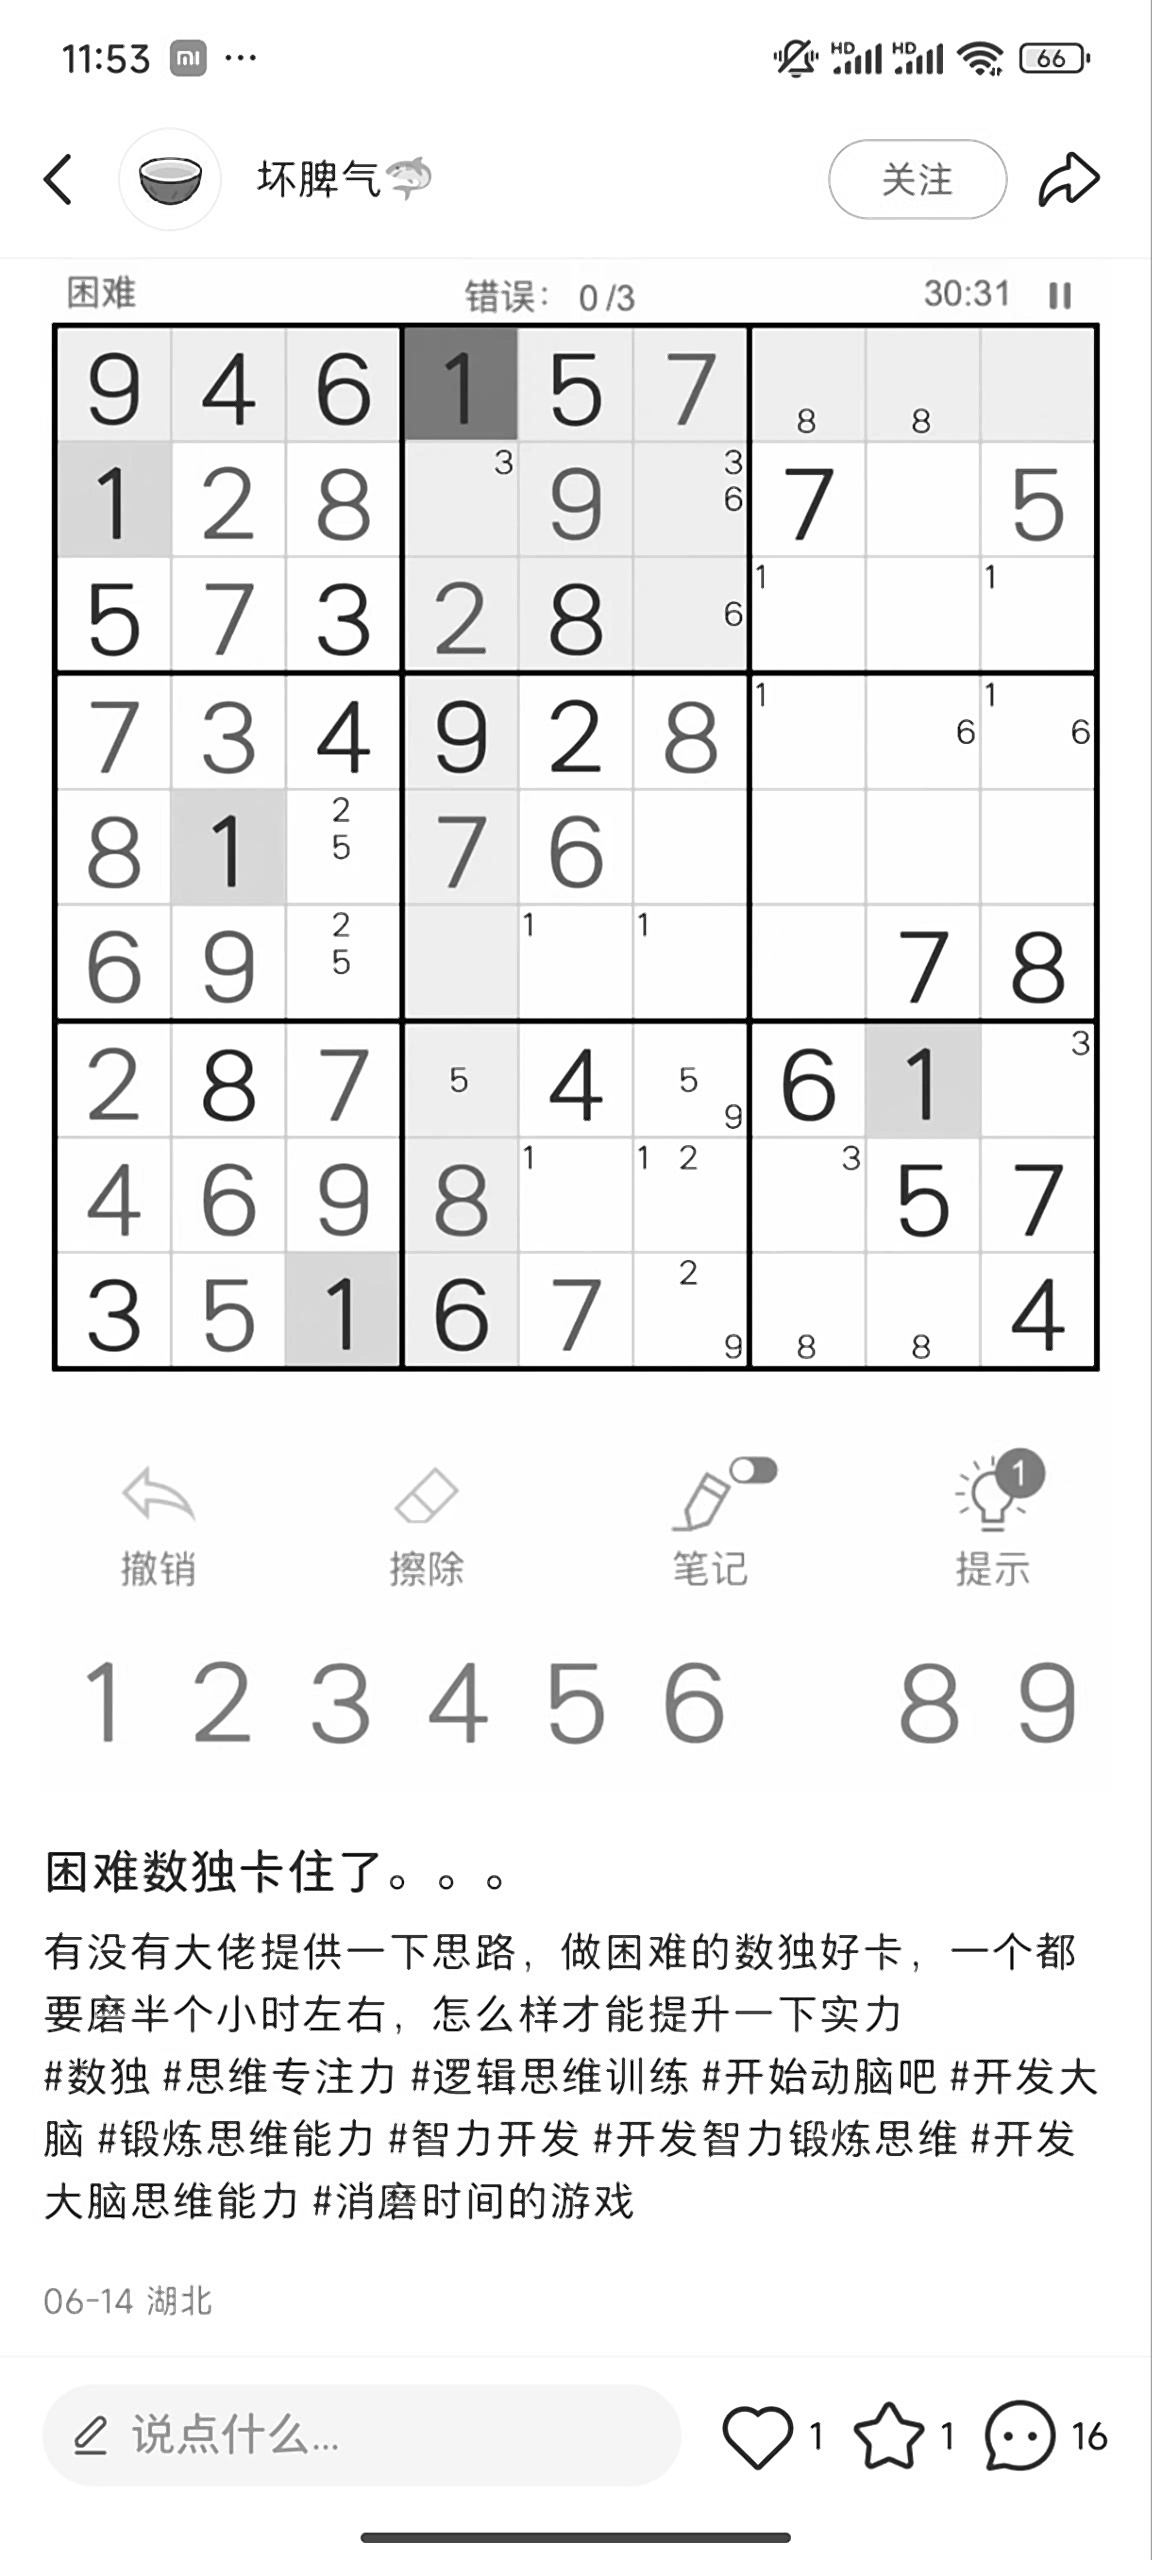 11:53 mi ... HD HD 66
坏脾气🦈 关注
困难 错误： 0/3 30:31
9 4 6 1 5 7 8 8
1 2 8 3 9 3 6 7 5
5 7 3 2 8 6 1 1
7 3 4 9 2 8 1 6 1 6
8 1 2 5 7 6
6 9 2 5 1 1 7 8
2 8 7 5 4 5 9 6 1 3
4 6 9 8 1 1 2 3 5 7
3 5 1 6 7 2 9 8 8 4
1
撤销 擦除 笔记 提示
1 2 3 4 5 6 8 9
困难数独卡住了。。。
有没有大佬提供一下思路，做困难的数独好卡，一个都
要磨半个小时左右，怎么样才能提升一下实力
#数独 #思维专注力 #逻辑思维训练 #开始动脑吧 #开发大
脑 #锻炼思维能力 #智力开发 #开发智力锻炼思维 #开发
大脑思维能力 #消磨时间的游戏
06-14 湖北
说点什么... 1 1 16